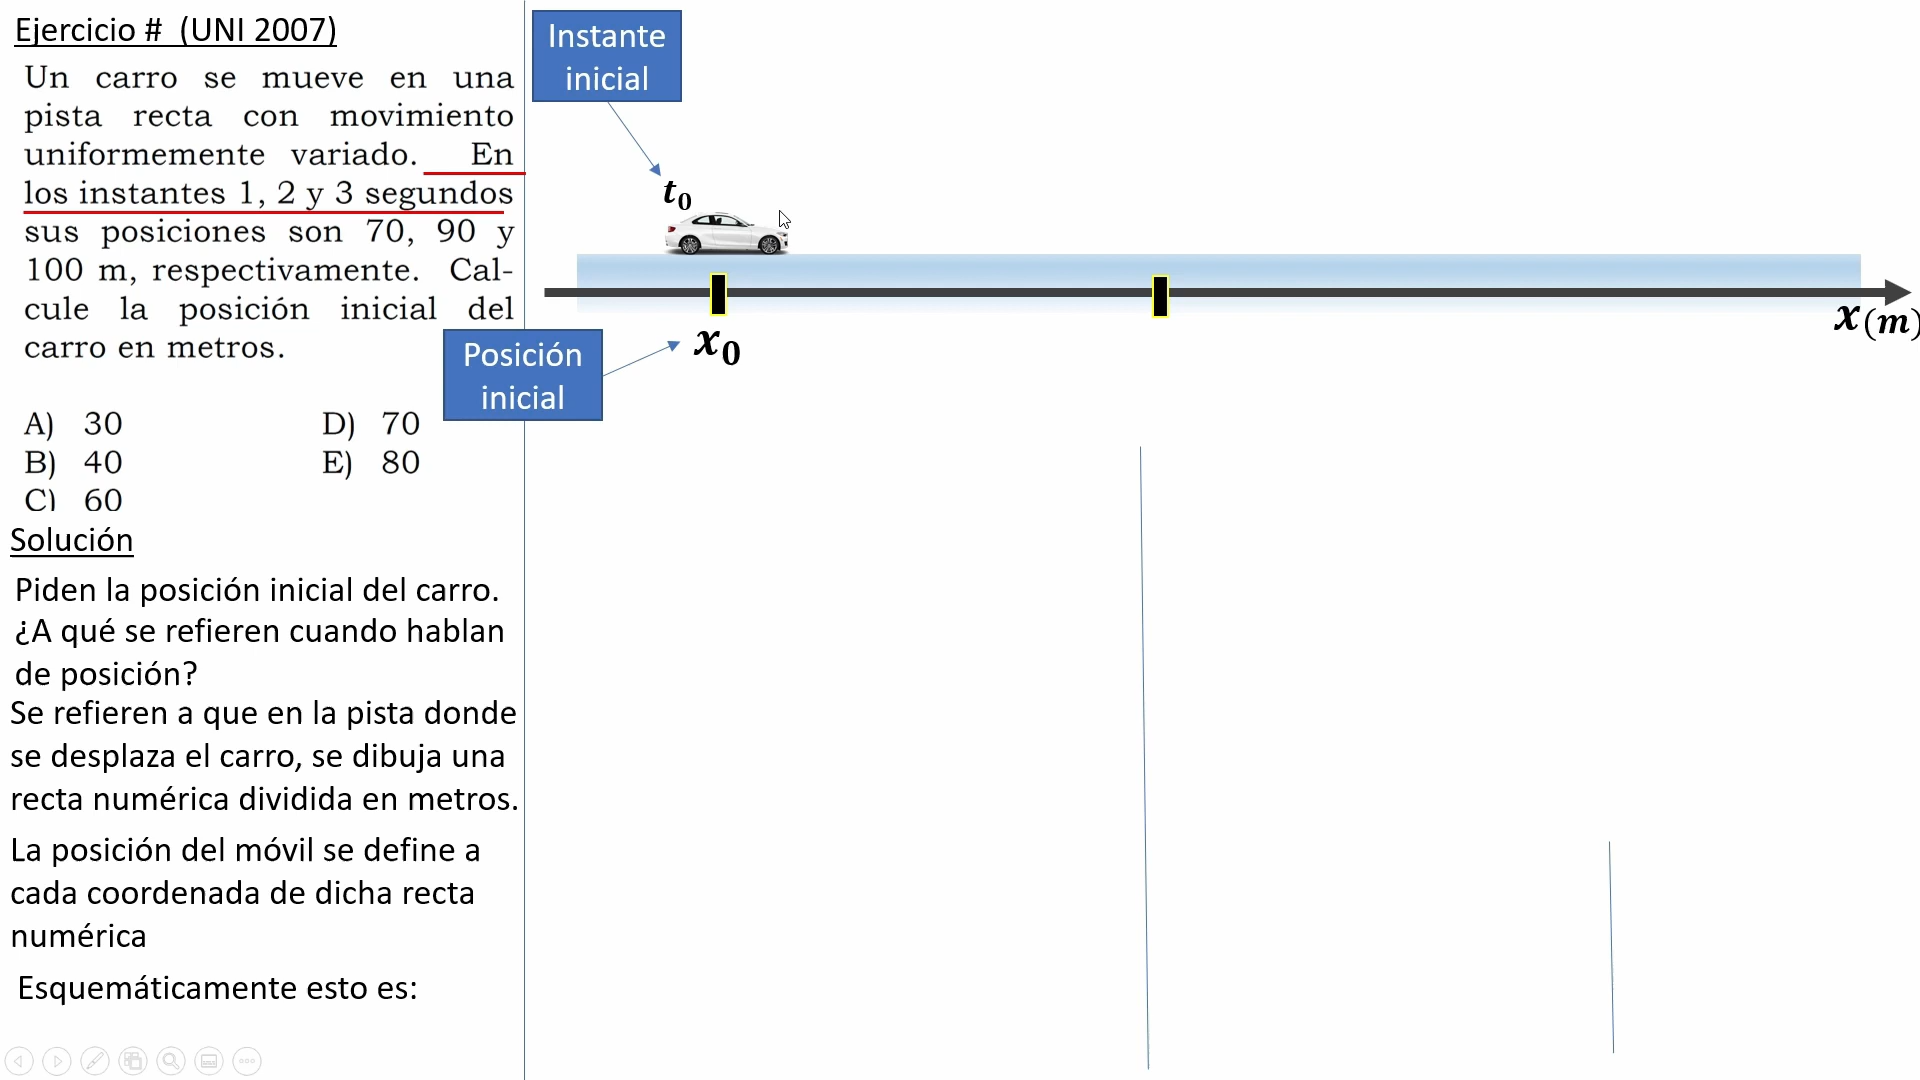 Ejercicio # (UNI 2007)
Un carro se mueve en una
pista recta con movimiento
uniformemente variado. En
los instantes 1, 2 y 3 segundos
sus posiciones son 70, 90 y
100 m, respectivamente. Cal-
cule la posición inicial del
carro en metros.
A) 30
B) 40
C) 60
D) 70
E) 80
Solución
Piden la posición inicial del carro.
¿A qué se refieren cuando hablan
de posición?
Se refieren a que en la pista donde
se desplaza el carro, se dibuja una
recta numérica dividida en metros.
La posición del móvil se define a
cada coordenada de dicha recta
numérica
Esquemáticamente esto es:
Instante
inicial
t₀
x(m)
x₀
Posición
inicial